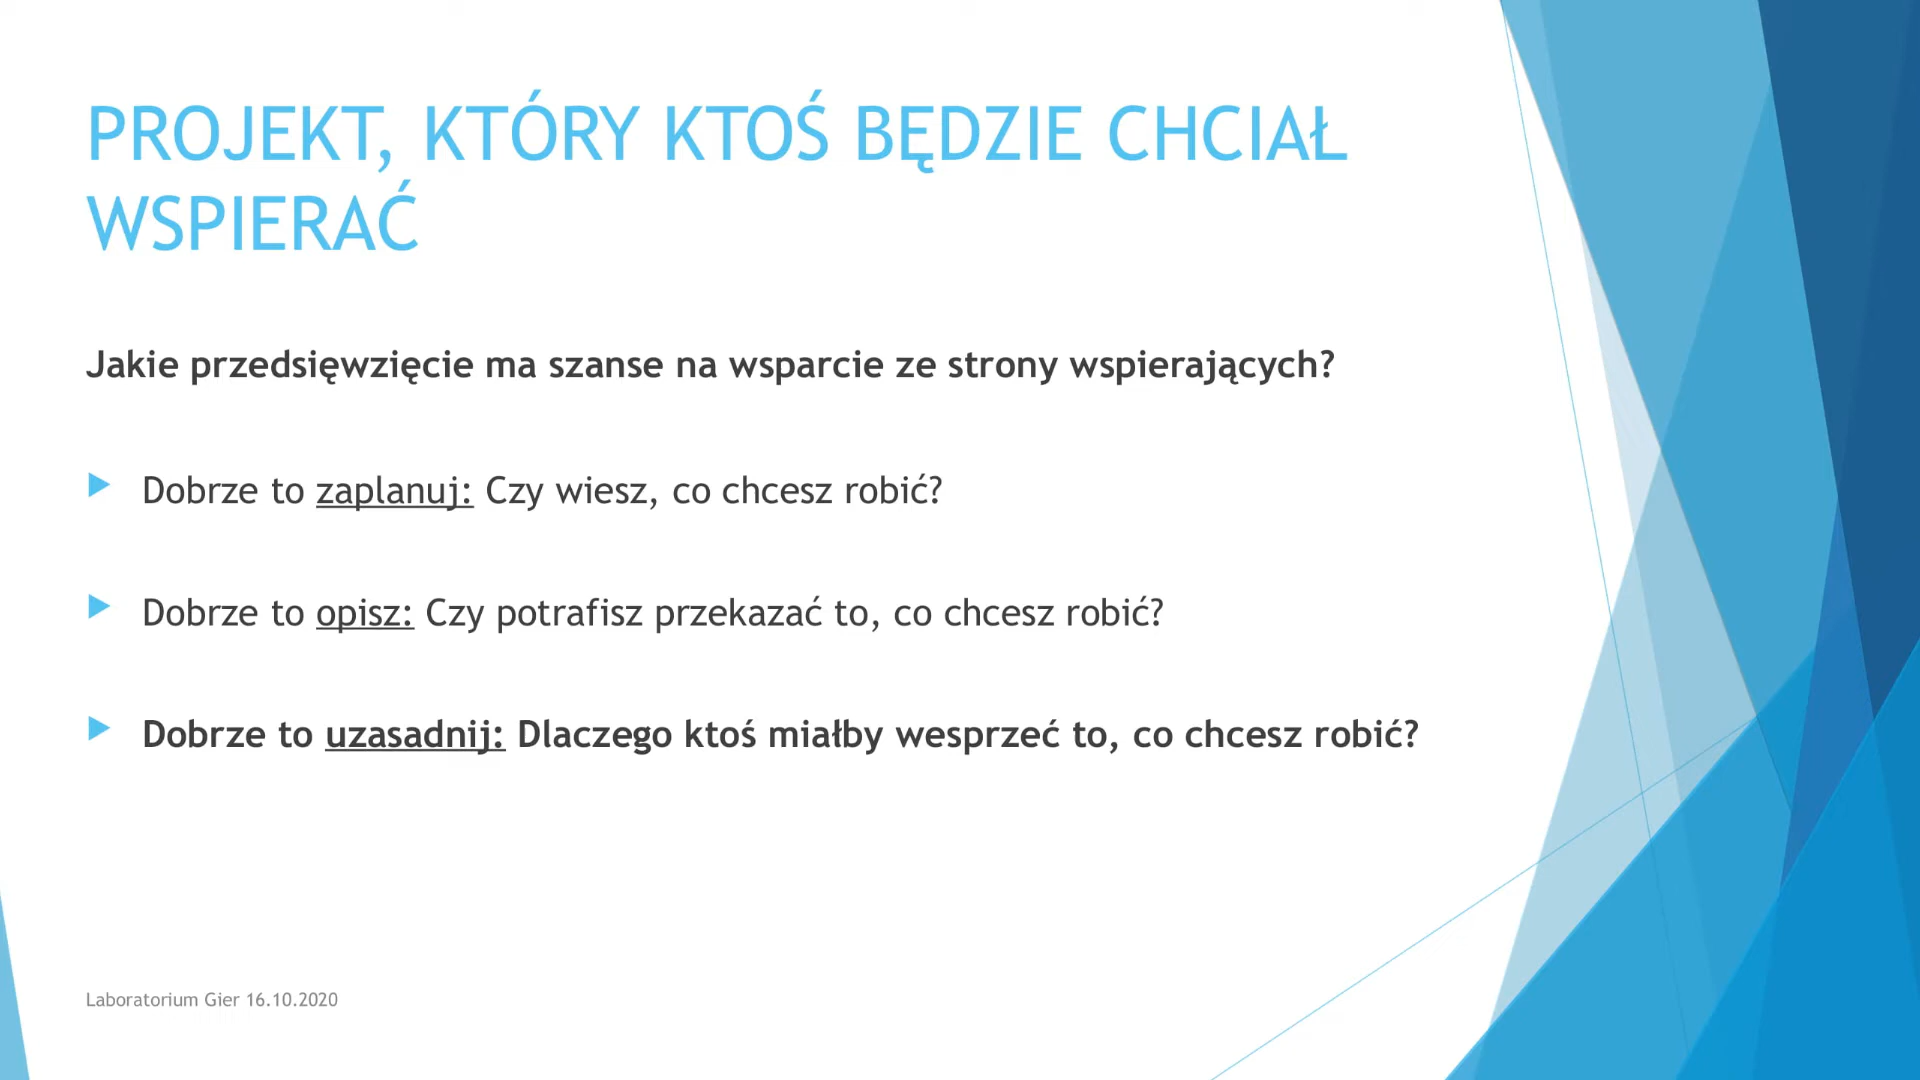 PROJEKT, KTÓRY KTOŚ BĘDZIE CHCIAŁ
WSPIERAĆ
Jakie przedsięwzięcie ma szanse na wsparcie ze strony wspierających?
Dobrze to zaplanuj: Czy wiesz, co chcesz robić?
Dobrze to opisz: Czy potrafisz przekazać to, co chcesz robić?
Dobrze to uzasadnij: Dlaczego ktoś miałby wesprzeć to, co chcesz robić?
Laboratorium Gier 16.10.2020